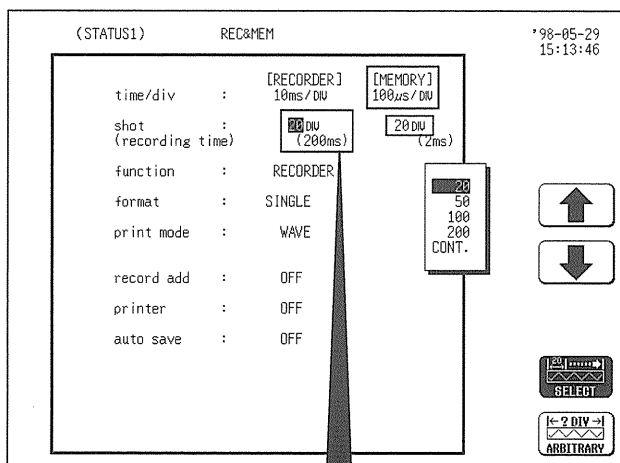 (STATUS1) REC&MEM '98-05-29
15:13:46
[RECORDER] [MEMORY]
time/div : 10ms/DIV 100µs/DIV
shot : 20 DIV 20 DIV
(recording time) (200ms) (2ms)
function : RECORDER
format : SINGLE
print mode : WAVE
record add : OFF
printer : OFF
auto save : OFF
20
50
100
200
CONT.
20
SELECT
? DIV
ARBITRARY